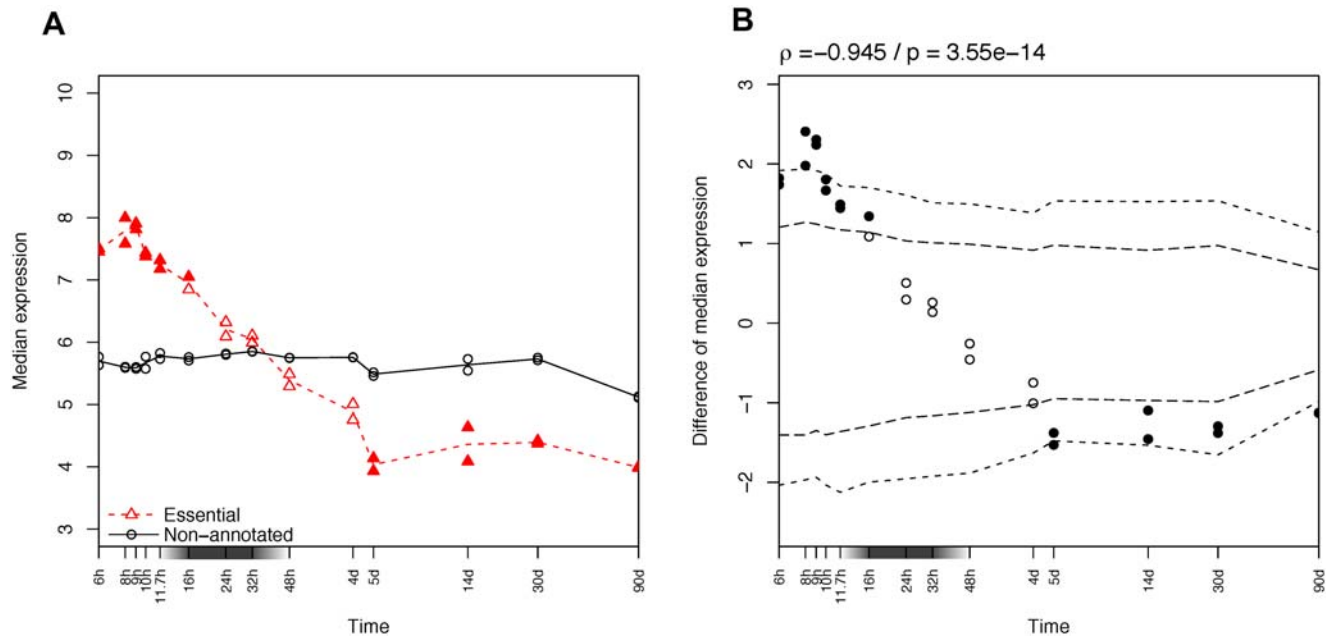 A
Median expression
10
9
8
7
6
5
4
3
Essential
Non−annotated
6h
8h
9h
10h
11.7h
16h
24h
32h
48h
4d
5d
14d
30d
90d
Time
B
ρ =−0.945 / p = 3.55e−14
Difference of median expression
3
2
1
0
−1
−2
6h
8h
9h
10h
11.7h
16h
24h
32h
48h
4d
5d
14d
30d
90d
Time